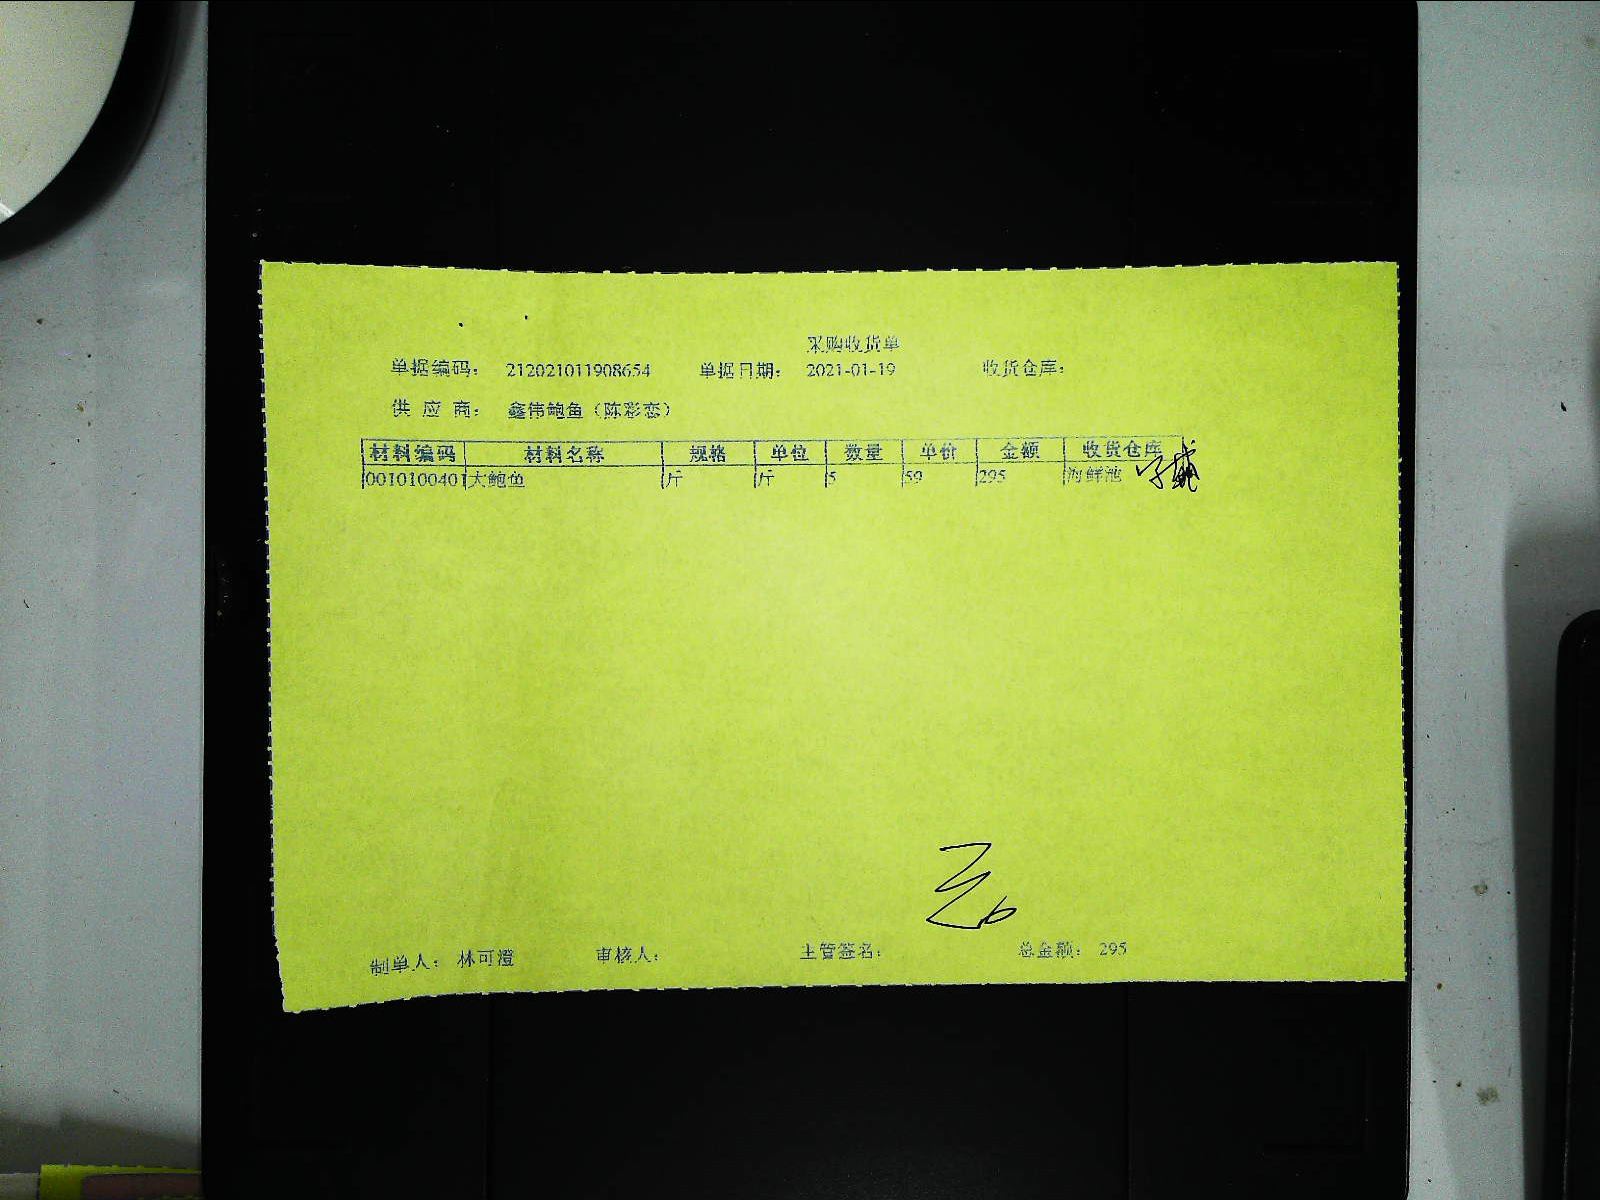 采购收货单
单据编码： 212021011908654 单据日期： 2021-01-19 收货仓库：
供 应 商： 鑫伟鲍鱼（陈彩恋）
材料编码 材料名称 规格 单位 数量 单价 金额 收货仓库
0010100401 大鲍鱼 斤 斤 5 59 295 海鲜池
制单人： 林可澄 审核人： 主管签名： 总金额： 295